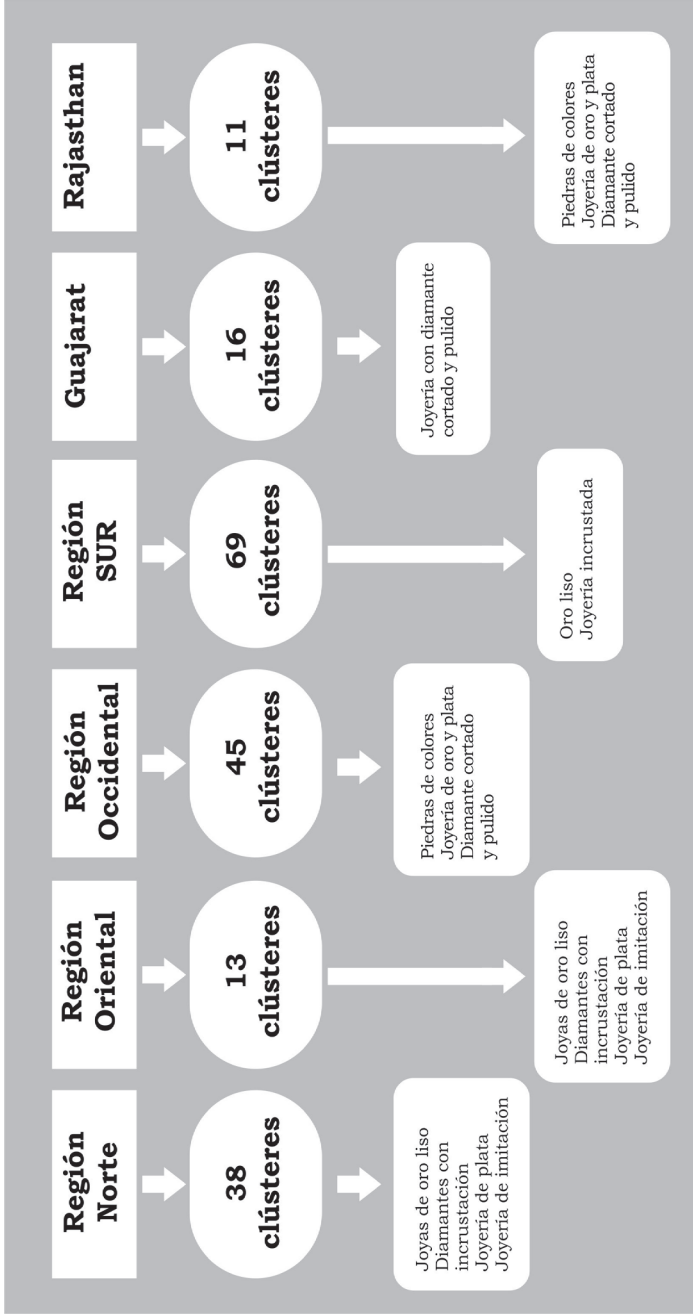 Región
Norte
38
clústeres
Joyas de oro liso
Diamantes con
incrustación
Joyería de plata
Joyería de imitación
Región
Oriental
13
clústeres
Joyas de oro liso
Diamantes con
incrustación
Joyería de plata
Joyería de imitación
Región
Occidental
45
clústeres
Piedras de colores
Joyería de oro y plata
Diamante cortado
y pulido
Región
SUR
69
clústeres
Oro liso
Joyería incrustada
Guajarat
16
clústeres
Joyería con diamante
cortado y pulido
Rajasthan
11
clústeres
Piedras de colores
Joyería de oro y plata
Diamante cortado
y pulido